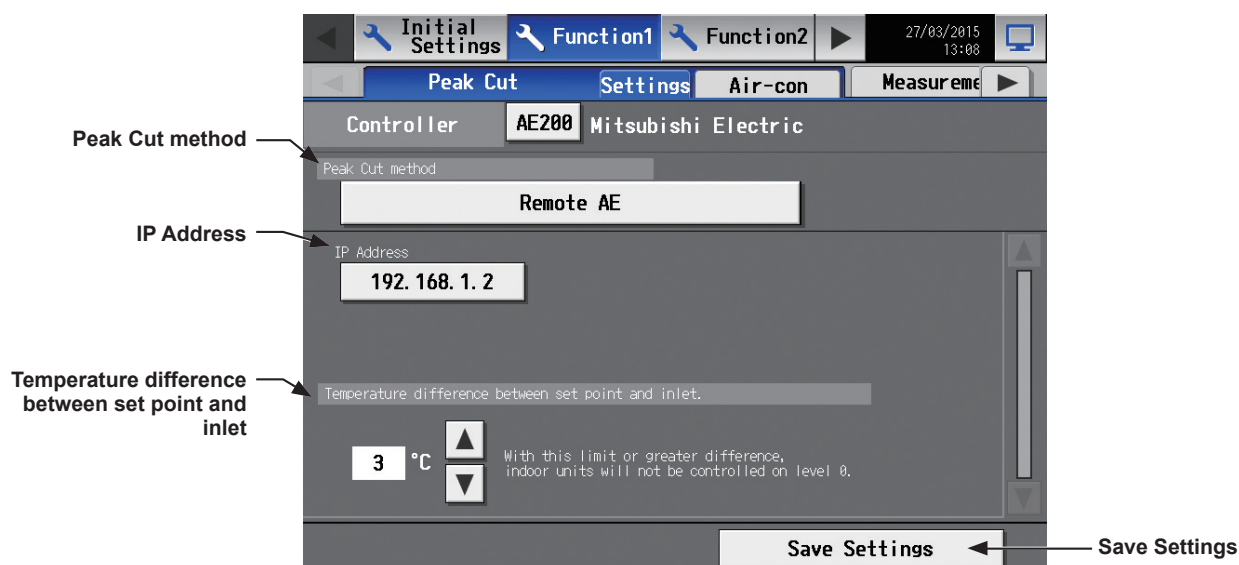 Initial
Settings
Function1
Function2
27/03/2015
13:08
Peak Cut
Settings
Air-con
Measureme
Controller
AE200
Mitsubishi Electric
Peak Cut method
Peak Cut method
Remote AE
IP Address
IP Address
192. 168. 1. 2
Temperature difference
between set point and
inlet
Temperature difference between set point and inlet.
3 °C
With this limit or greater difference,
indoor units will not be controlled on level 0.
Save Settings
Save Settings